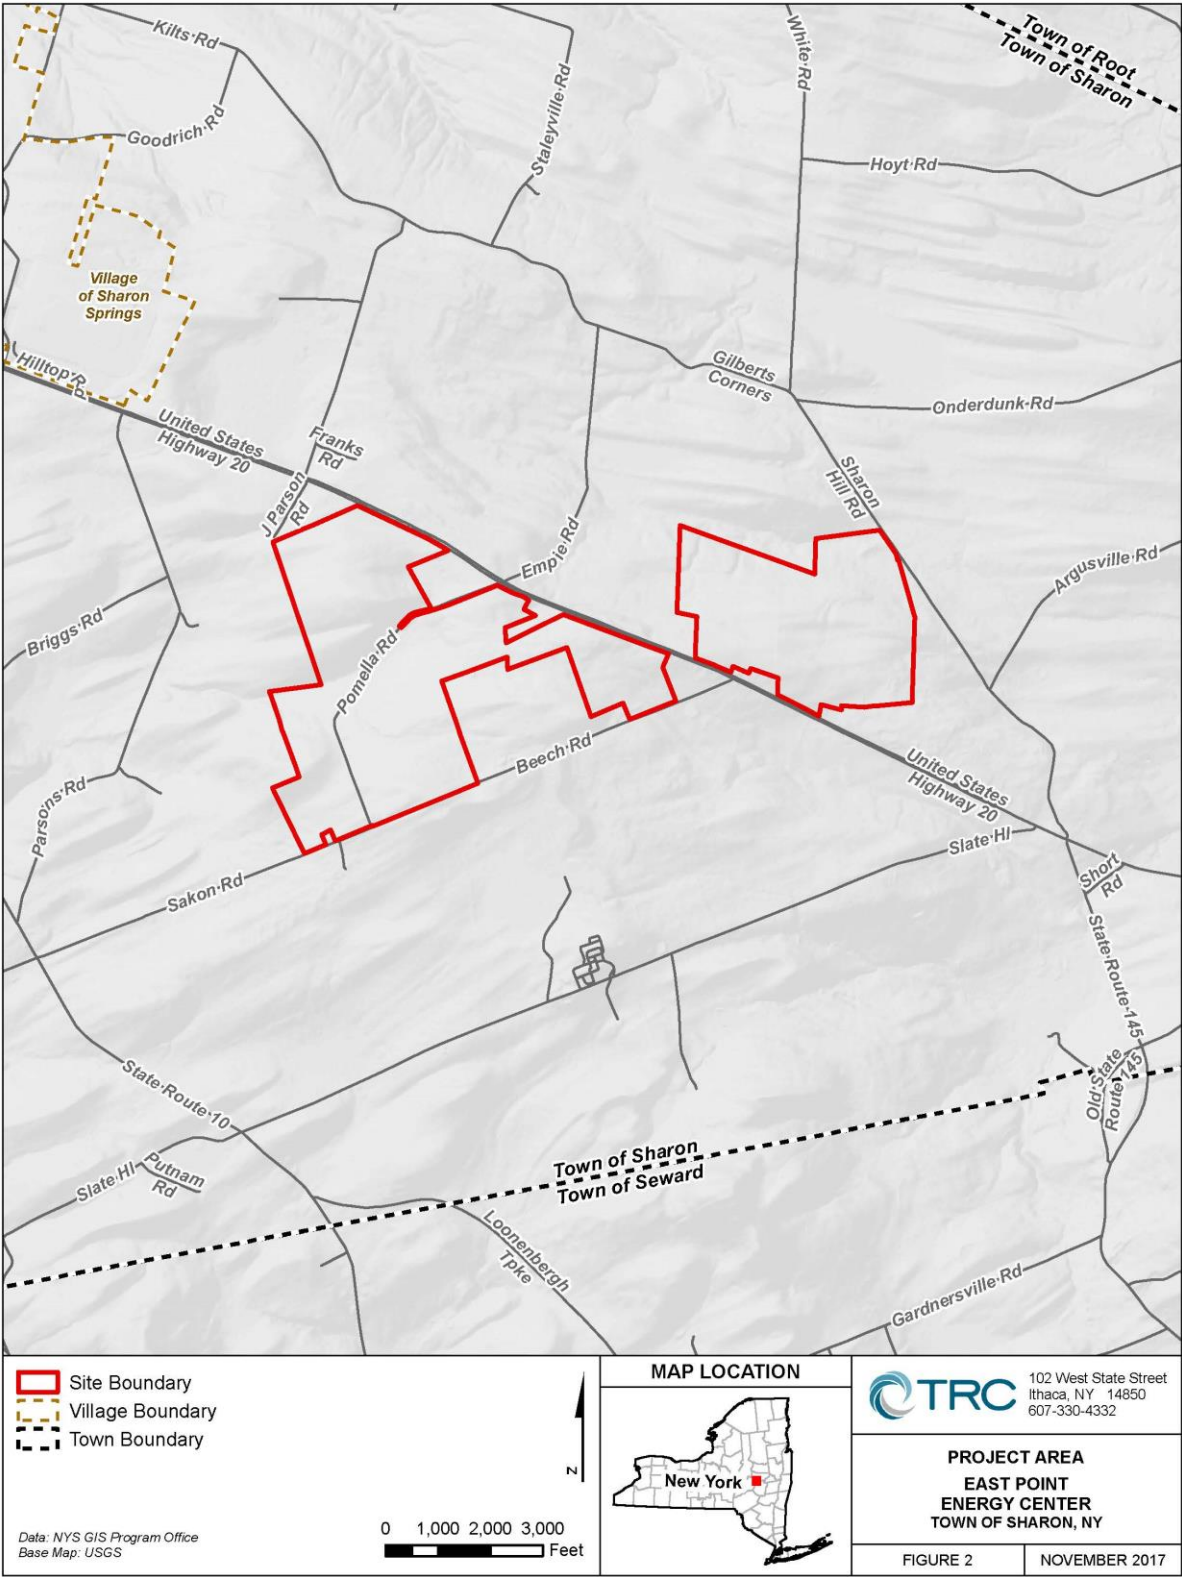 Kilts Rd
White Rd
Town of Root
Town of Sharon
Goodrich Rd
Staleyville Rd
Hoyt Rd
Village
of Sharon
Springs
Hilltop R
Gilberts
Corners
Onderdunk Rd
United States
Highway 20
Franks
Rd
J Parson
Rd
Sharon
Hill Rd
Empie Rd
Argusville Rd
Briggs Rd
Pomella Rd
Beech Rd
United States
Highway 20
Parsons Rd
Slate Hl
Short
Rd
Sakon Rd
State Route 145
Old State
Route 145
State Route 10
Town of Sharon
Town of Seward
Slate Hl
Putnam
Rd
Loonenbergh
Tpke
Gardnersville Rd
Site Boundary
Village Boundary
Town Boundary
Z
Data: NYS GIS Program Office
Base Map: USGS
0 1,000 2,000 3,000
Feet
MAP LOCATION
New York
TRC
102 West State Street
Ithaca, NY 14850
607-330-4332
PROJECT AREA
EAST POINT
ENERGY CENTER
TOWN OF SHARON, NY
FIGURE 2
NOVEMBER 2017